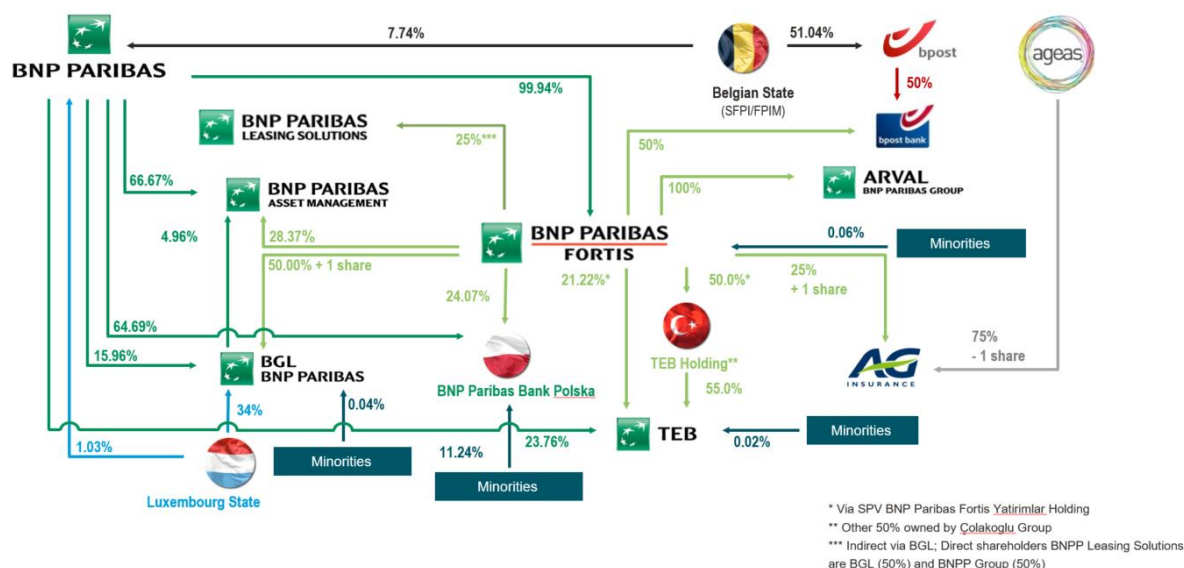 7.74%
51.04%
BNP PARIBAS
bpost
ageas
99.94%
Belgian State
(SFPI/FPIM)
50%
BNP PARIBAS
LEASING SOLUTIONS
25%***
50%
bpost bank
66.67%
BNP PARIBAS
ASSET MANAGEMENT
100%
ARVAL
BNP PARIBAS GROUP
4.96%
28.37%
50.00% + 1 share
BNP PARIBAS
FORTIS
0.06%
Minorities
24.07%
21.22%*
50.0%*
25%
+ 1 share
64.69%
15.96%
BGL
BNP PARIBAS
BNP Paribas Bank Polska
TEB Holding**
55.0%
AG
INSURANCE
75%
- 1 share
34%
0.04%
1.03%
Minorities
11.24%
23.76%
TEB
0.02%
Minorities
Minorities
Luxembourg State
* Via SPV BNP Paribas Fortis Yatirimlar Holding
** Other 50% owned by Çolakoglu Group
*** Indirect via BGL; Direct shareholders BNPP Leasing Solutions
are BGL (50%) and BNPP Group (50%)